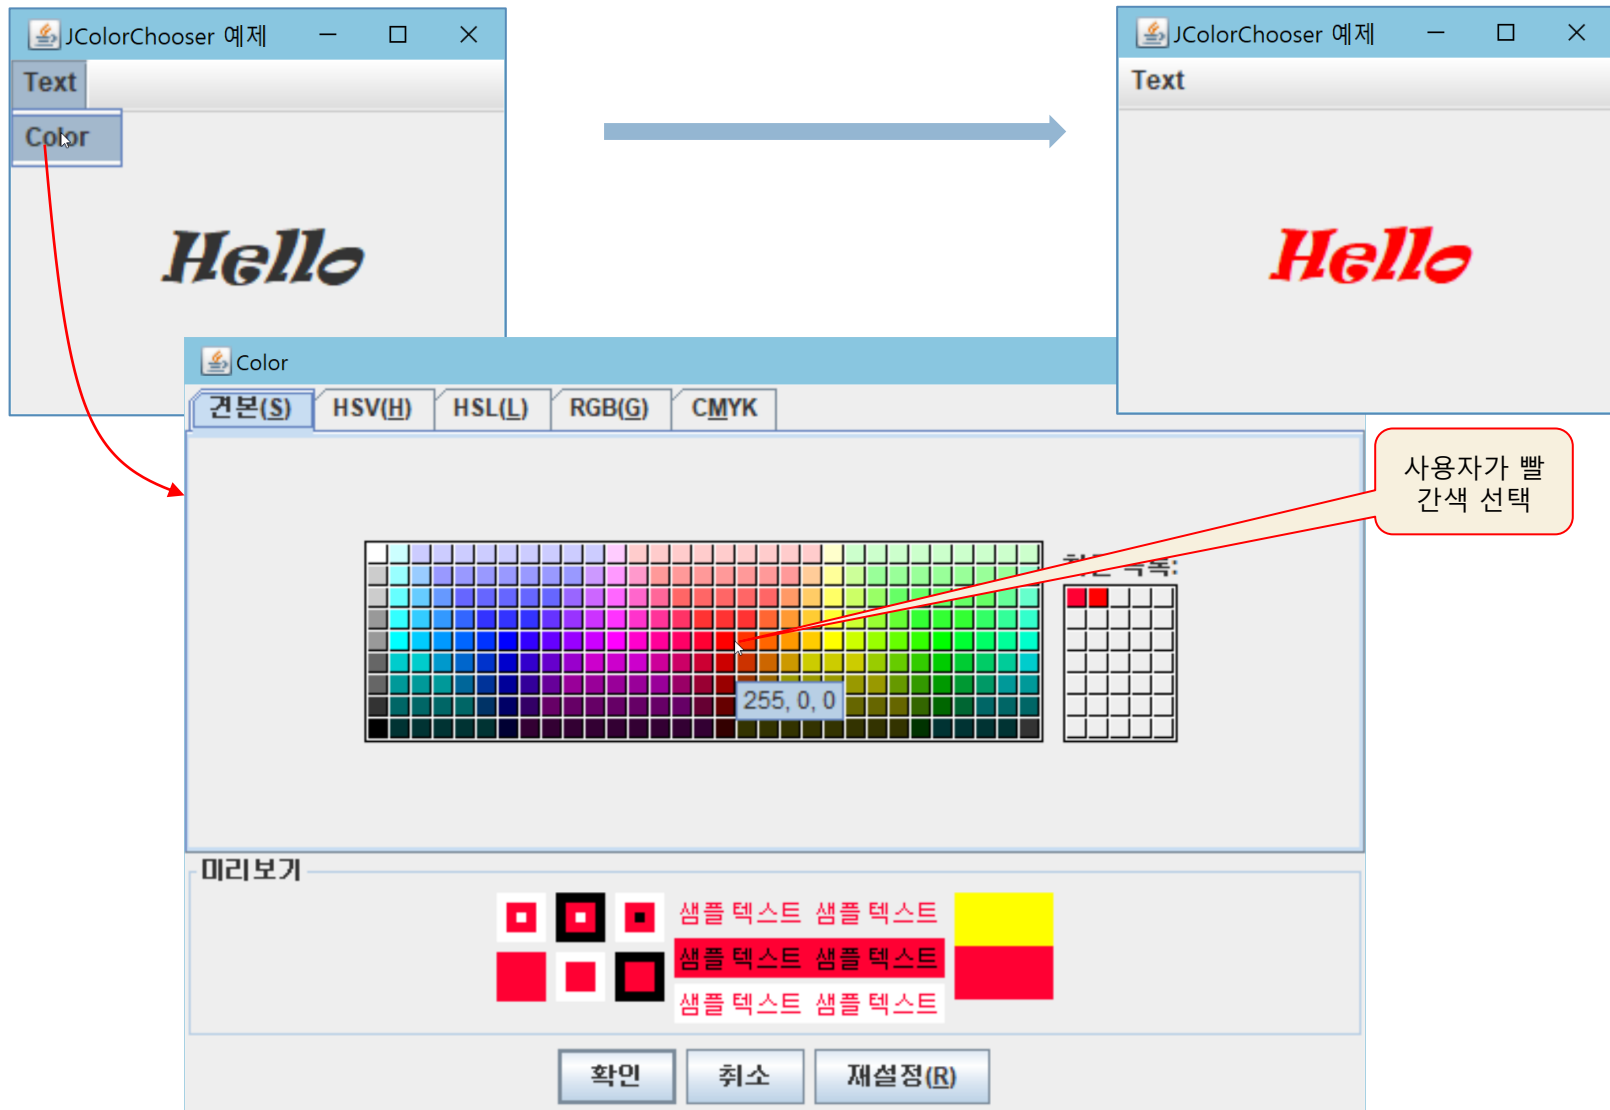 JColorChooser 예제
Text
Color
Hello
JColorChooser 예제
Text
Hello
Color
견본(S)
HSV(H)
HSL(L)
RGB(G)
CMYK
사용자가 빨
간색 선택
255, 0, 0
미리보기
샘플 텍스트 샘플 텍스트
샘플 텍스트 샘플 텍스트
샘플 텍스트 샘플 텍스트
확인
취소
재설정(R)